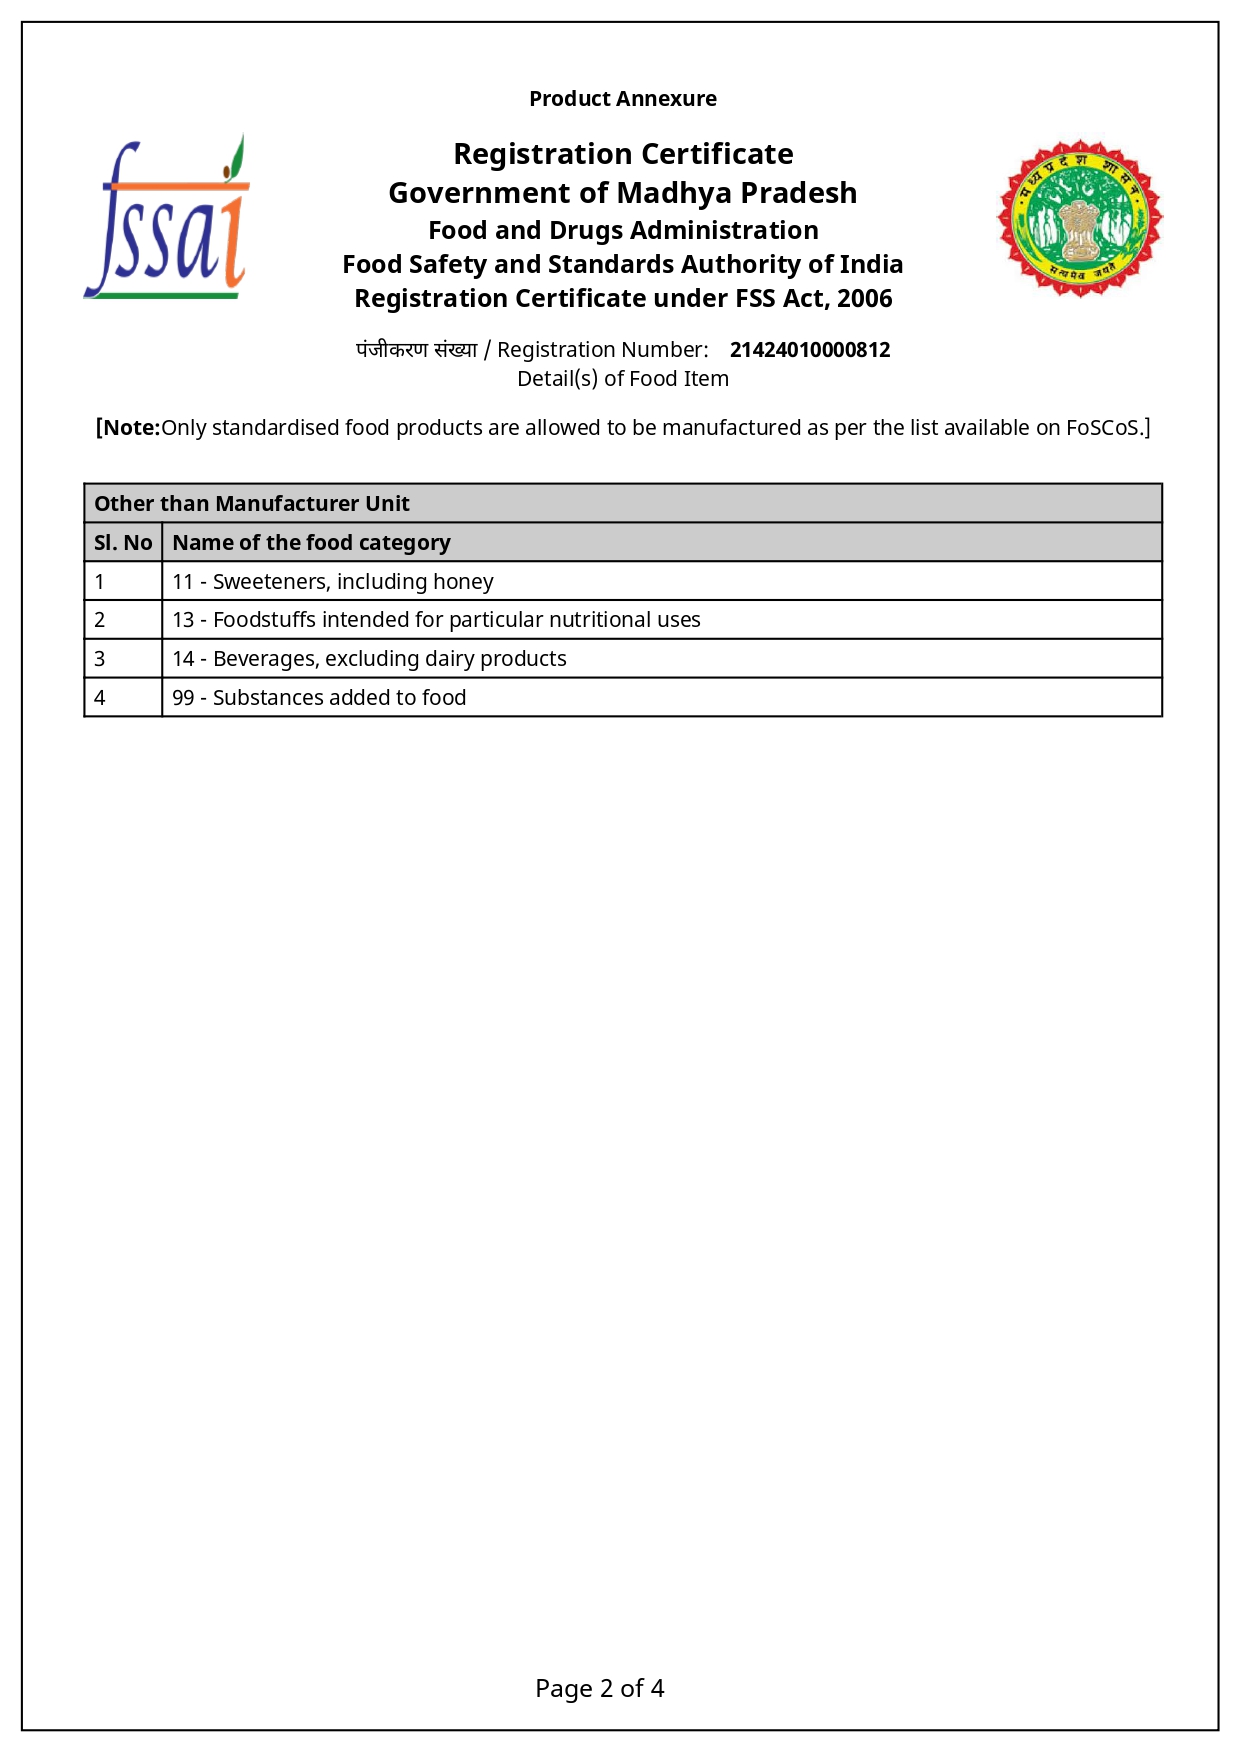 Product Annexure
fssai
Registration Certificate
Government of Madhya Pradesh
Food and Drugs Administration
Food Safety and Standards Authority of India
Registration Certificate under FSS Act, 2006
मध्यप्रदेश शासन
सत्यमेव जयते
पंजीकरण संख्या / Registration Number: 21424010000812
Detail(s) of Food Item
[Note:Only standardised food products are allowed to be manufactured as per the list available on FoSCoS.]
Other than Manufacturer Unit
Sl. No Name of the food category
1 11 - Sweeteners, including honey
2 13 - Foodstuffs intended for particular nutritional uses
3 14 - Beverages, excluding dairy products
4 99 - Substances added to food
Page 2 of 4